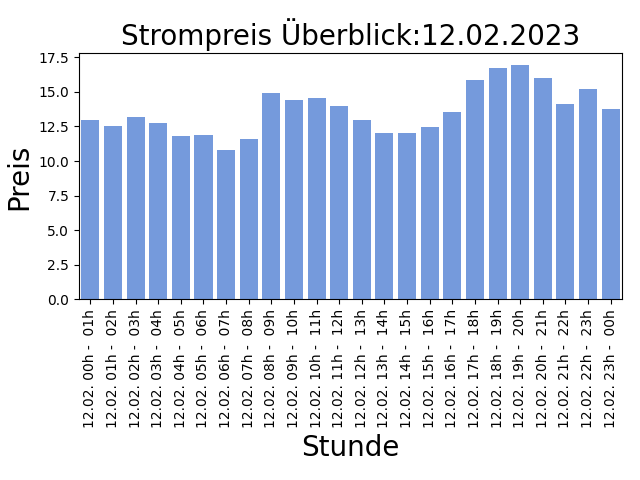 Strompreis Überblick:12.02.2023
Preis
17.5
15.0
12.5
10.0
7.5
5.0
2.5
0.0
12.02. 00h - 01h
12.02. 01h - 02h
12.02. 02h - 03h
12.02. 03h - 04h
12.02. 04h - 05h
12.02. 05h - 06h
12.02. 06h - 07h
12.02. 07h - 08h
12.02. 08h - 09h
12.02. 09h - 10h
12.02. 10h - 11h
12.02. 11h - 12h
12.02. 12h - 13h
12.02. 13h - 14h
12.02. 14h - 15h
12.02. 15h - 16h
12.02. 16h - 17h
12.02. 17h - 18h
12.02. 18h - 19h
12.02. 19h - 20h
12.02. 20h - 21h
12.02. 21h - 22h
12.02. 22h - 23h
12.02. 23h - 00h
Stunde